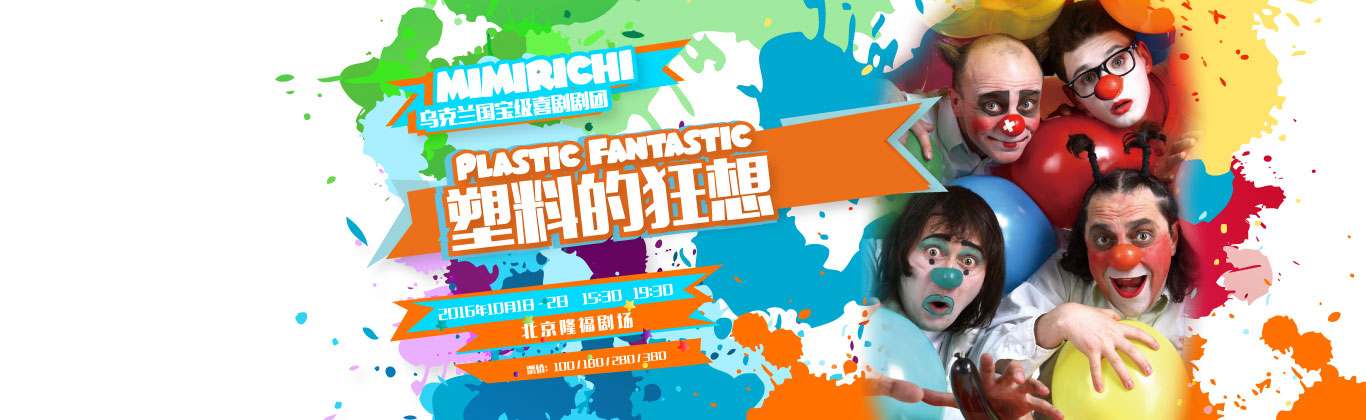 MIMIRICHI
乌克兰国宝级喜剧剧团
PLASTIC FANTASTIC
塑料的狂想
2016年10月1日-2日 15:30 19:30
北京隆福剧场
票价：100/180/280/380